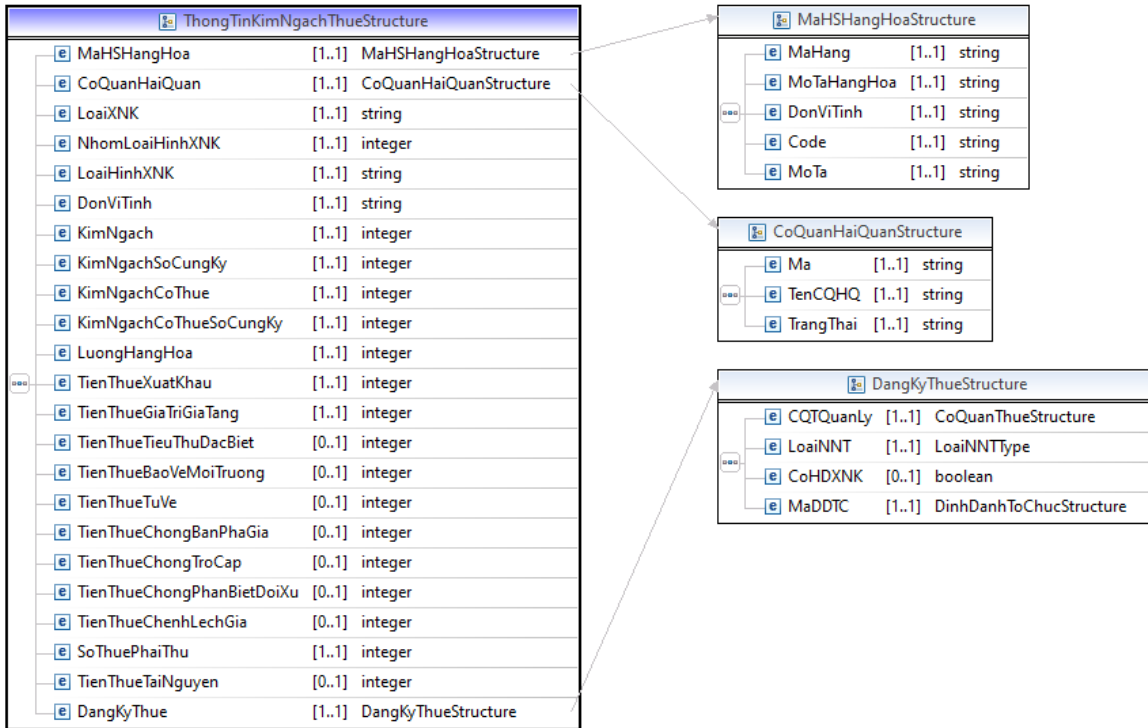 ThongTinKimNgachThueStructure
MaHSHangHoa [1..1] MaHSHangHoaStructure
CoQuanHaiQuan [1..1] CoQuanHaiQuanStructure
LoaiXNK [1..1] string
NhomLoaiHinhXNK [1..1] integer
LoaiHinhXNK [1..1] string
DonViTinh [1..1] string
KimNgach [1..1] integer
KimNgachSoCungKy [1..1] integer
KimNgachCoThue [1..1] integer
KimNgachCoThueSoCungKy [1..1] integer
LuongHangHoa [1..1] integer
TienThueXuatKhau [1..1] integer
TienThueGiaTriGiaTang [1..1] integer
TienThueTieuThuDacBiet [0..1] integer
TienThueBaoVeMoiTruong [0..1] integer
TienThueTuVe [0..1] integer
TienThueChongBanPhaGia [0..1] integer
TienThueChongTroCap [0..1] integer
TienThueChongPhanBietDoiXu [0..1] integer
TienThueChenhLechGia [0..1] integer
SoThuePhaiThu [1..1] integer
TienThueTaiNguyen [0..1] integer
DangKyThue [1..1] DangKyThueStructure
MaHSHangHoaStructure
MaHang [1..1] string
MoTaHangHoa [1..1] string
DonViTinh [1..1] string
Code [1..1] string
MoTa [1..1] string
CoQuanHaiQuanStructure
Ma [1..1] string
TenCQHQ [1..1] string
TrangThai [1..1] string
DangKyThueStructure
CQTQuanLy [1..1] CoQuanThueStructure
LoaiNNT [1..1] LoaiNNTType
CoHDXNK [0..1] boolean
MaDDTC [1..1] DinhDanhToChucStructure